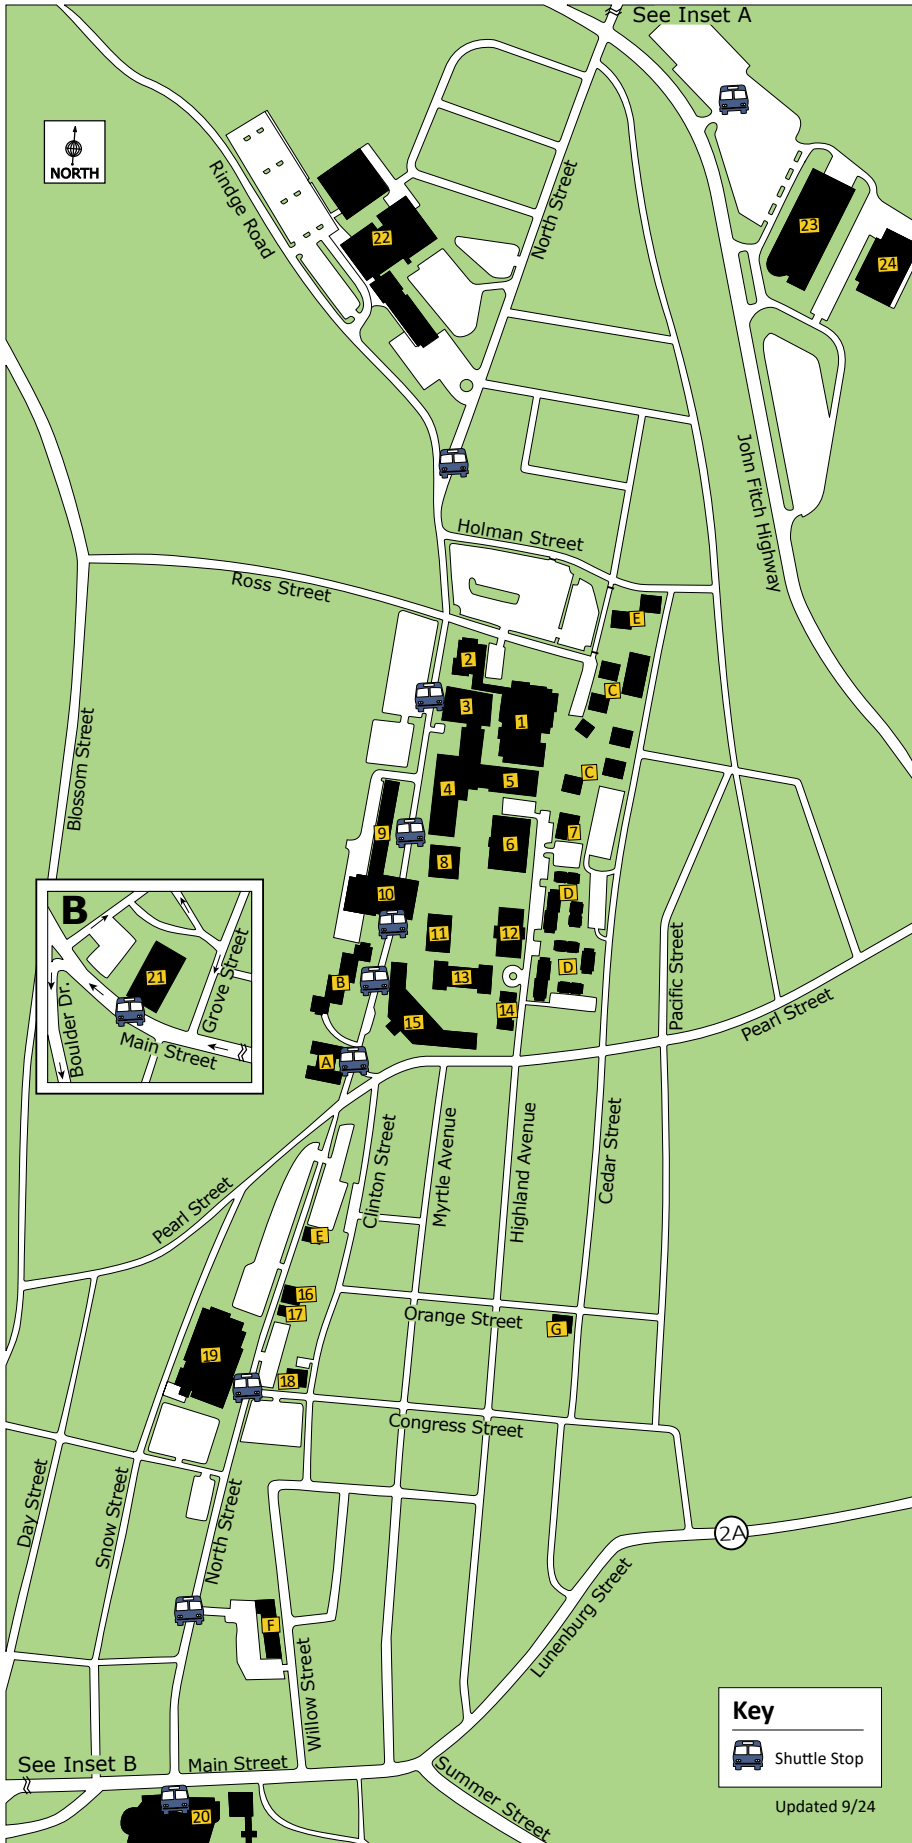 See Inset A
NORTH
Rindge Road
22
North Street
23
24
John Fitch Highway
Holman Street
Ross Street
E
2
C
3
1
Blossom Street
C
5
4
9
7
6
8
10
D
B
21
11
12
Grove Street
Pacific Street
D
13
B
Boulder Dr.
14
Pearl Street
15
Main Street
A
Clinton Street
Myrtle Avenue
Highland Avenue
Cedar Street
Pearl Street
E
16
17
Orange Street
G
19
18
Congress Street
Day Street
Snow Street
North Street
2A
F
Lunenburg Street
Willow Street
Key
Shuttle Stop
See Inset B
Main Street
Summer Street
20
Updated 9/24